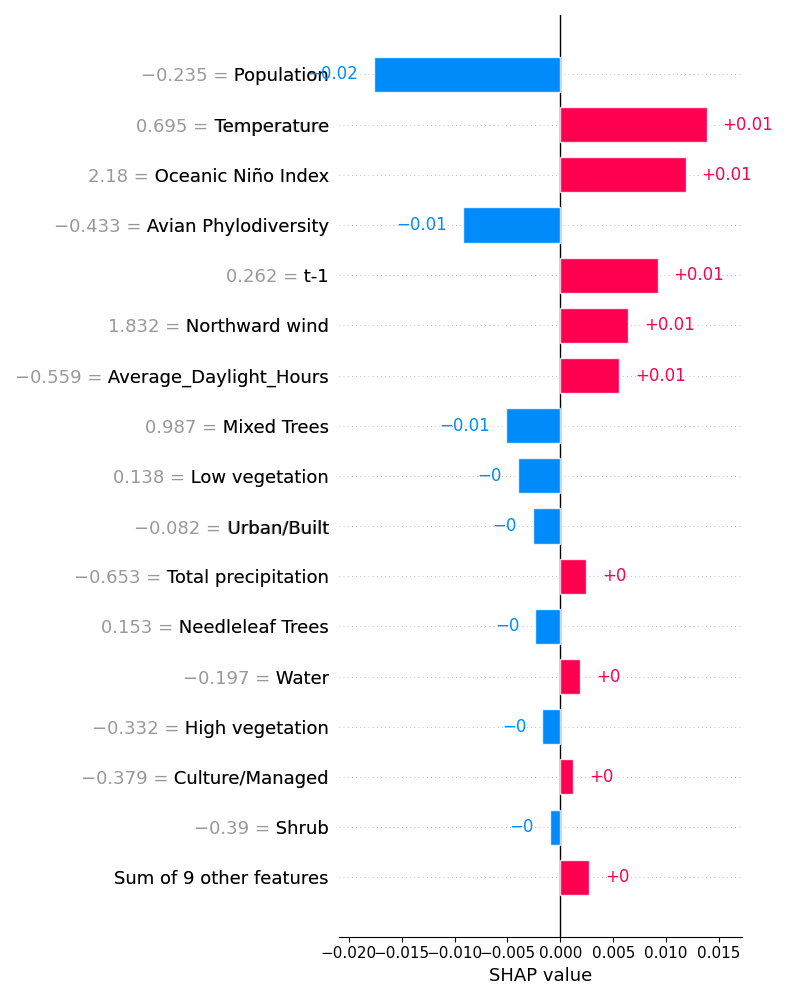 −0.235 = Population −0.02
0.695 = Temperature +0.01
2.18 = Oceanic Niño Index +0.01
−0.433 = Avian Phylodiversity −0.01
0.262 = t-1 +0.01
1.832 = Northward wind +0.01
−0.559 = Average_Daylight_Hours +0.01
0.987 = Mixed Trees −0.01
0.138 = Low vegetation −0
−0.082 = Urban/Built −0
−0.653 = Total precipitation +0
0.153 = Needleleaf Trees −0
−0.197 = Water +0
−0.332 = High vegetation −0
−0.379 = Culture/Managed +0
−0.39 = Shrub −0
Sum of 9 other features +0
−0.020 −0.015 −0.010 −0.005 0.000 0.005 0.010 0.015
SHAP value